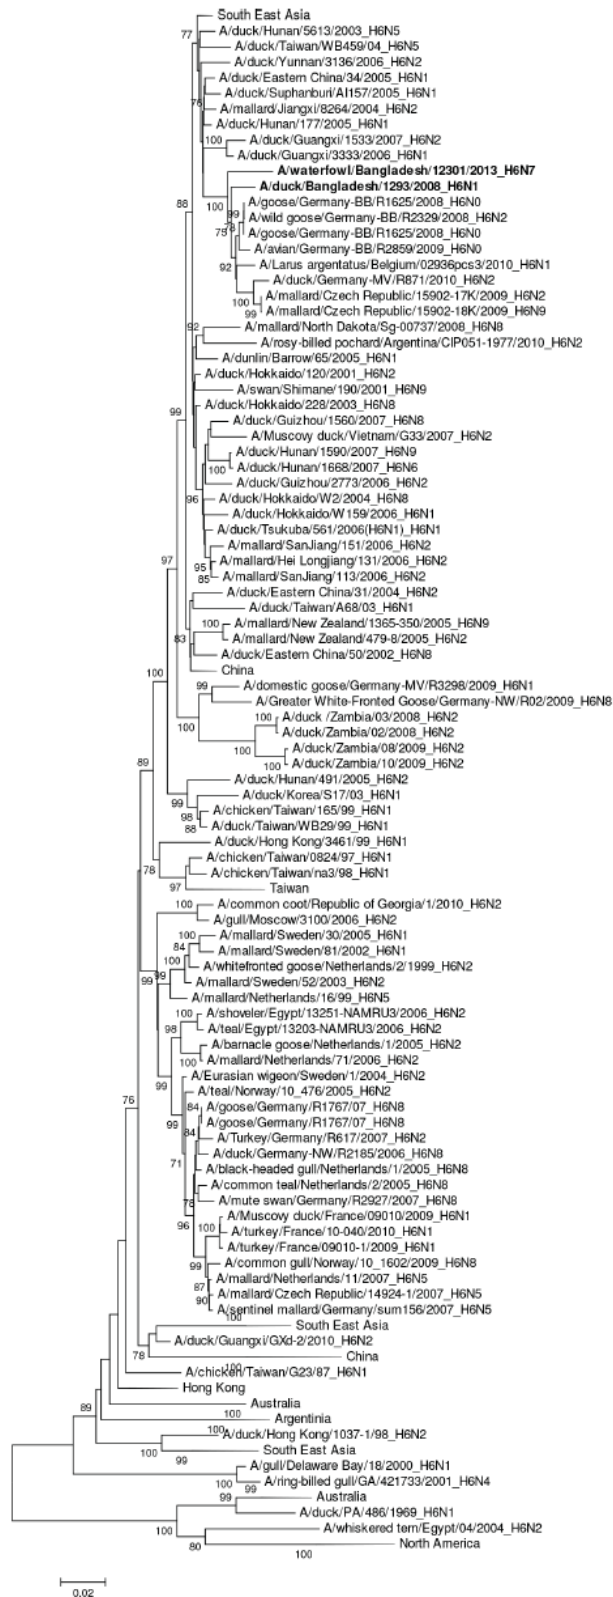 South East Asia
77
A/duck/Hunan/5613/2003_H6N5
A/duck/Taiwan/WB459/04_H6N5
A/duck/Yunnan/3136/2006_H6N2
A/duck/Eastern China/34/2005_H6N1
A/duck/Suphanburi/AI157/2005_H6N1
76
A/mallard/Jiangxi/8264/2004_H6N2
A/duck/Hunan/177/2005_H6N1
100
A/duck/Guangxi/1533/2007_H6N2
A/duck/Guangxi/3333/2006_H6N1
A/waterfowl/Bangladesh/12301/2013_H6N7
A/duck/Bangladesh/1293/2008_H6N1
88
100
A/goose/Germany-BB/R1625/2008_H6N0
99
A/wild goose/Germany-BB/R2329/2008_H6N2
78
75
A/goose/Germany-BB/R1625/2008_H6N0
A/avian/Germany-BB/R2859/2009_H6N0
92
A/Larus argentatus/Belgium/02936pcs3/2010_H6N1
A/duck/Germany-MV/R871/2010_H6N2
A/mallard/Czech Republic/15902-17K/2009_H6N2
100
A/mallard/Czech Republic/15902-18K/2009_H6N9
99
92
A/mallard/North Dakota/Sg-00737/2008_H6N8
A/rosy-billed pochard/Argentina/CIP051-1977/2010_H6N2
A/dunlin/Barrow/65/2005_H6N1
A/duck/Hokkaido/120/2001_H6N2
A/swan/Shimane/190/2001_H6N9
A/duck/Hokkaido/228/2003_H6N8
99
A/duck/Guizhou/1560/2007_H6N8
A/Muscovy duck/Vietnam/G33/2007_H6N2
A/duck/Hunan/1590/2007_H6N9
100
A/duck/Hunan/1668/2007_H6N6
A/duck/Guizhou/2773/2006_H6N2
96
A/duck/Hokkaido/W2/2004_H6N8
A/duck/Hokkaido/W159/2006_H6N1
A/duck/Tsukuba/561/2006(H6N1)_H6N1
A/mallard/SanJiang/151/2006_H6N2
97
A/mallard/Hei Longjiang/131/2006_H6N2
95
A/mallard/SanJiang/113/2006_H6N2
85
A/duck/Eastern China/31/2004_H6N2
A/duck/Taiwan/A68/03_H6N1
100
A/mallard/New Zealand/1365-350/2005_H6N9
83
A/mallard/New Zealand/479-8/2005_H6N2
A/duck/Eastern China/50/2002_H6N8
China
100
99
A/domestic goose/Germany-MV/R3298/2009_H6N1
A/Greater White-Fronted Goose/Germany-NW/R02/2009_H6N8
100
100
A/duck /Zambia/03/2008_H6N2
A/duck/Zambia/02/2008_H6N2
100
A/duck/Zambia/08/2009_H6N2
100
A/duck/Zambia/10/2009_H6N2
89
A/duck/Hunan/491/2005_H6N2
A/duck/Korea/S17/03_H6N1
99
A/chicken/Taiwan/165/99_H6N1
98
A/duck/Taiwan/WB29/99_H6N1
88
A/duck/Hong Kong/3461/99_H6N1
A/chicken/Taiwan/0824/97_H6N1
78
A/chicken/Taiwan/na3/98_H6N1
97
Taiwan
100
A/common coot/Republic of Georgia/1/2010_H6N2
A/gull/Moscow/3100/2006_H6N2
100
A/mallard/Sweden/30/2005_H6N1
84
A/mallard/Sweden/81/2002_H6N1
100
A/whitefronted goose/Netherlands/2/1999_H6N2
99
99
A/mallard/Sweden/52/2003_H6N2
A/mallard/Netherlands/16/99_H6N5
100
A/shoveler/Egypt/13251-NAMRU3/2006_H6N2
98
A/teal/Egypt/13203-NAMRU3/2006_H6N2
A/barnacle goose/Netherlands/1/2005_H6N2
100
A/mallard/Netherlands/71/2006_H6N2
99
A/Eurasian wigeon/Sweden/1/2004_H6N2
A/teal/Norway/10_476/2005_H6N2
76
84
A/goose/Germany/R1767/07_H6N8
99
A/goose/Germany/R1767/07_H6N8
84
A/Turkey/Germany/R617/2007_H6N2
A/duck/Germany-NW/R2185/2006_H6N8
71
A/black-headed gull/Netherlands/1/2005_H6N8
A/common teal/Netherlands/2/2005_H6N8
78
A/mute swan/Germany/R2927/2007_H6N8
A/Muscovy duck/France/09010/2009_H6N1
96
100
A/turkey/France/10-040/2010_H6N1
A/turkey/France/09010-1/2009_H6N1
99
A/common gull/Norway/10_1602/2009_H6N8
A/mallard/Netherlands/11/2007_H6N5
87
A/mallard/Czech Republic/14924-1/2007_H6N5
90
A/sentinel mallard/Germany/sum156/2007_H6N5
100
South East Asia
A/duck/Guangxi/GXd-2/2010_H6N2
78
China
100
A/chicken/Taiwan/G23/87_H6N1
Hong Kong
Australia
89
100
Argentinia
100
A/duck/Hong Kong/1037-1/98_H6N2
100
South East Asia
99
A/gull/Delaware Bay/18/2000_H6N1
100
A/ring-billed gull/GA/421733/2001_H6N4
99
99
Australia
A/duck/PA/486/1969_H6N1
100
A/whiskered tern/Egypt/04/2004_H6N2
80
North America
100
0.02